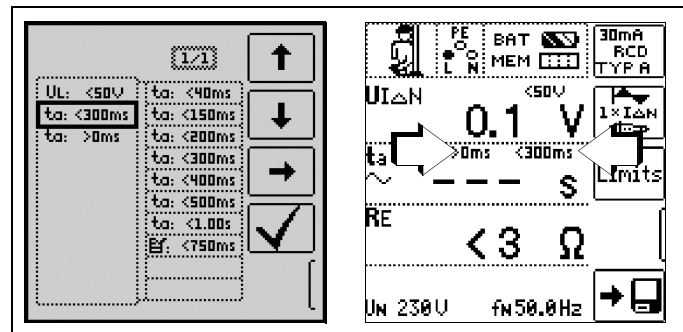 (1/1)
UL: <50V
ta: <300ms
ta: >0ms
ta: <40ms
ta: <150ms
ta: <200ms
ta: <300ms
ta: <400ms
ta: <500ms
ta: <1.00s
: <750ms
PE
L N
BAT
MEM
30mA
RCD
TYP A
UI△N
<50V
0.1 V
1×I△N
ta
>0ms <300ms
~ --- s
Limits
RE
<3 Ω
UN 230V fN50.0Hz